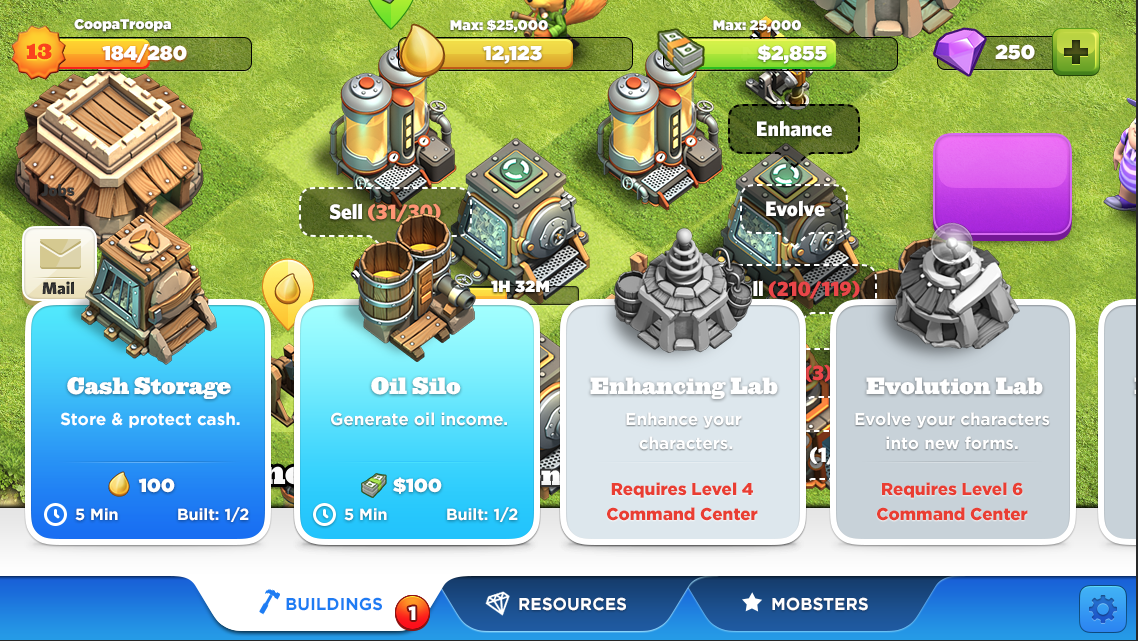 CoopaTroopa
13
184/280
Max: $25,000
12,123
Max: 25,000
$2,855
250
Enhance
Jobs
Sell (31/30)
Evolve
Mail
1H 32M
ll (210/119)
Cash Storage
Store & protect cash.
100
5 Min
Built: 1/2
Oil Silo
Generate oil income.
$100
5 Min
Built: 1/2
Enhancing Lab
Enhance your
characters.
Requires Level 4
Command Center
(3)
Evolution Lab
Evolve your characters
into new forms.
Requires Level 6
Command Center
BUILDINGS
1
RESOURCES
MOBSTERS